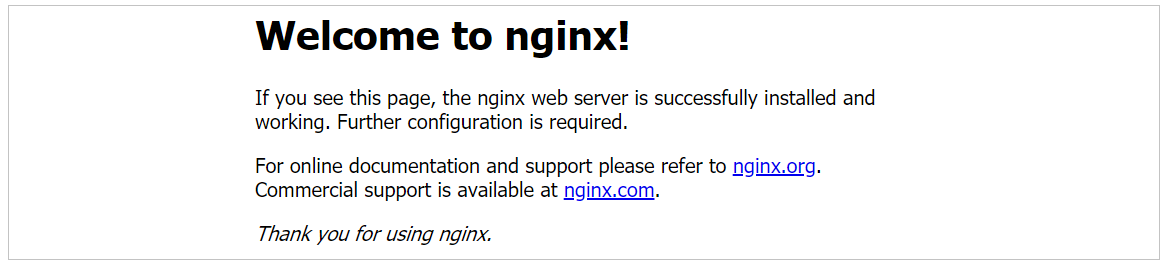 Welcome to nginx!
If you see this page, the nginx web server is successfully installed and
working. Further configuration is required.
For online documentation and support please refer to nginx.org.
Commercial support is available at nginx.com.
Thank you for using nginx.